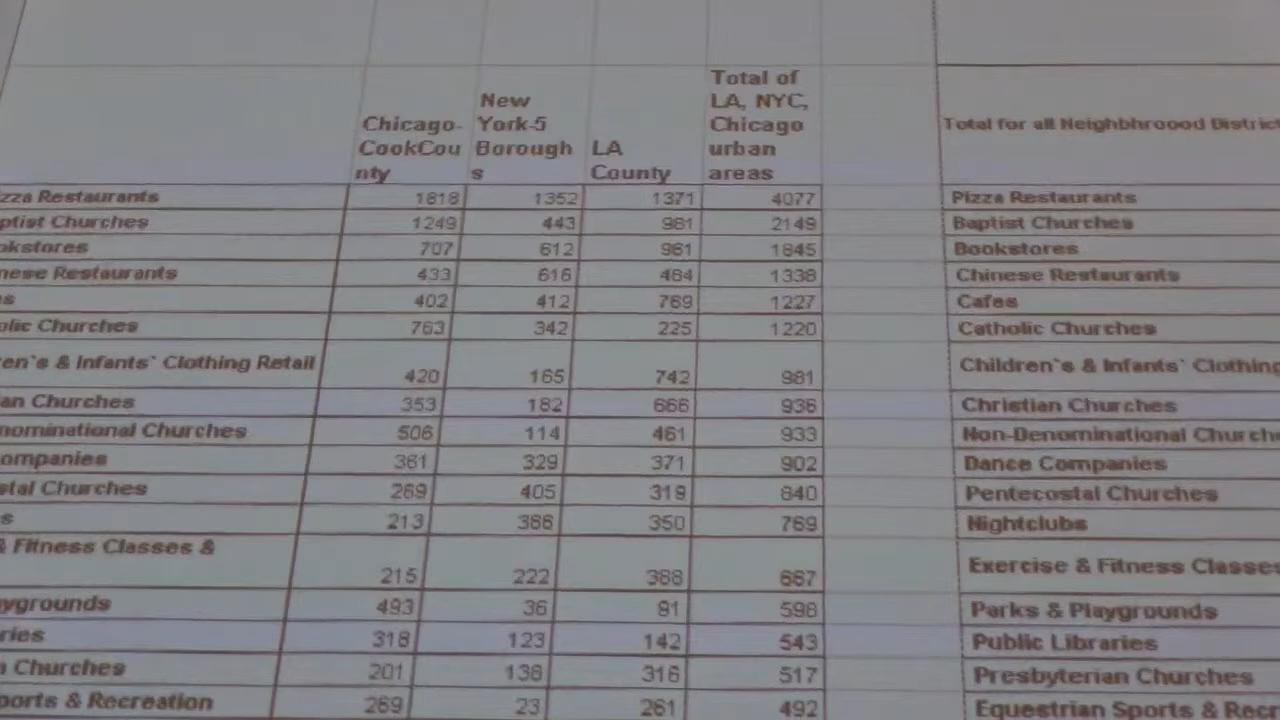 Chicago-CookCounty New York-5 Boroughs LA County Total of LA, NYC, Chicago urban areas Total for all Neighbhroood Distric
zza Restaurants 1818 1352 1371 4077 Pizza Restaurants
ptist Churches 1249 443 981 2149 Baptist Churches
okstores 707 612 961 1845 Bookstores
nese Restaurants 433 616 484 1338 Chinese Restaurants
s 402 412 769 1227 Cafes
olic Churches 763 342 225 1220 Catholic Churches
en`s & Infants` Clothing Retail 420 165 742 981 Children`s & Infants` Clothing
an Churches 353 182 666 936 Christian Churches
nominational Churches 506 114 461 933 Non-Denominational Church
ompanies 361 329 371 902 Dance Companies
stal Churches 269 405 319 840 Pentecostal Churches
s 213 386 350 769 Nightclubs
& Fitness Classes & 215 222 388 667 Exercise & Fitness Classes
ygrounds 493 36 81 598 Parks & Playgrounds
ries 318 123 142 543 Public Libraries
n Churches 201 138 316 517 Presbyterian Churches
ports & Recreation 269 23 261 492 Equestrian Sports & Recr